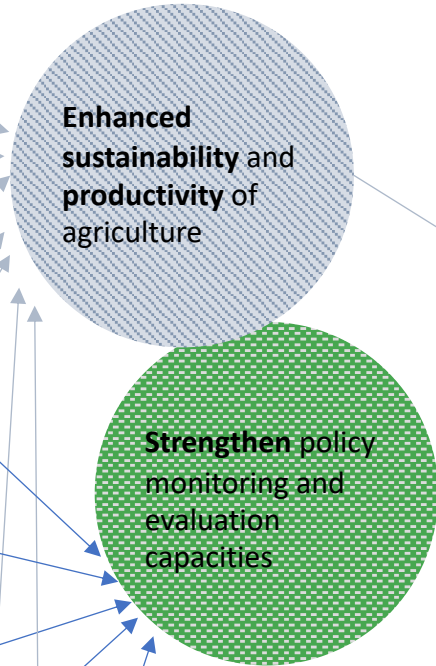 Enhanced
sustainability and
productivity of
agriculture
Strengthen policy
monitoring and
evaluation
capacities